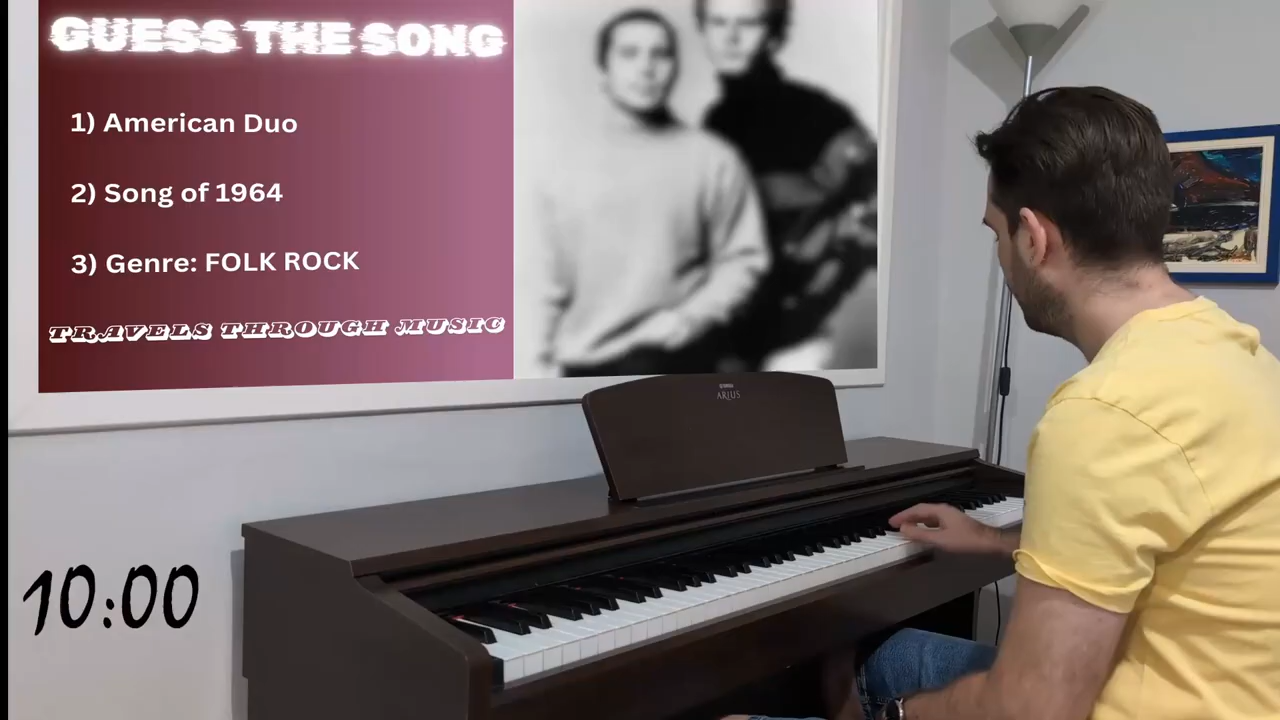 GUESS THE SONG
1) American Duo
2) Song of 1964
3) Genre: FOLK ROCK
TRAVELS THROUGH MUSIC
YAMAHA
ARIUS
10:00